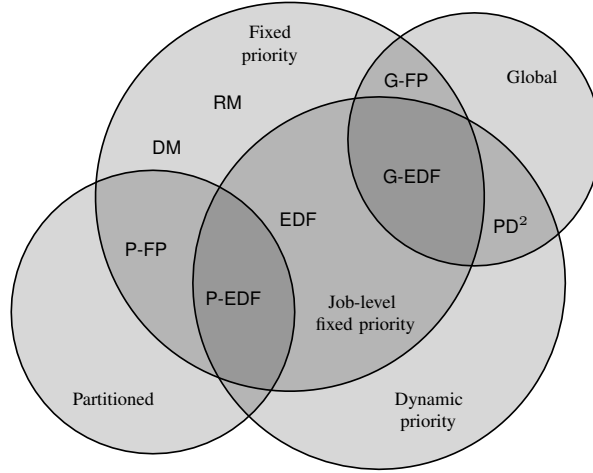 Fixed
priority
G-FP
Global
RM
DM
G-EDF
EDF
PD²
P-FP
P-EDF
Job-level
fixed priority
Partitioned
Dynamic
priority